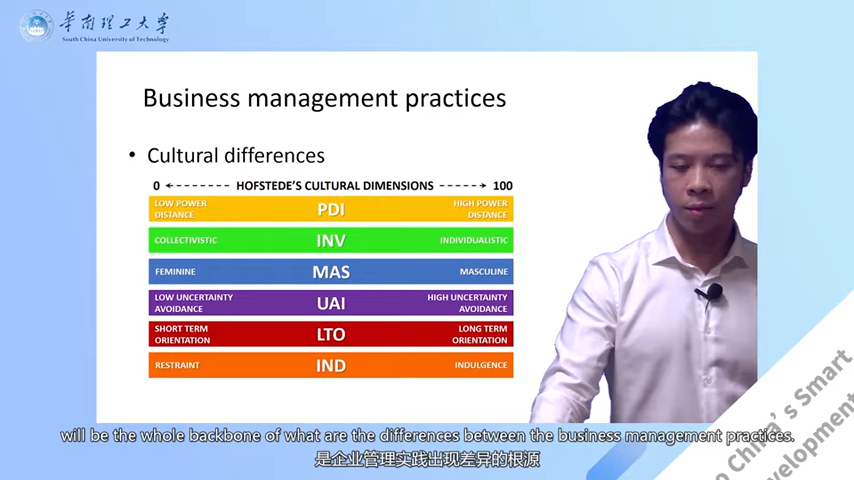 華南理工大學
South China University of Technology
Business management practices
• Cultural differences
0 HOFSTEDE'S CULTURAL DIMENSIONS 100
LOW POWER DISTANCE PDI HIGH POWER DISTANCE
COLLECTIVISTIC INV INDIVIDUALISTIC
FEMININE MAS MASCULINE
LOW UNCERTAINTY AVOIDANCE UAI HIGH UNCERTAINTY AVOIDANCE
SHORT TERM ORIENTATION LTO LONG TERM ORIENTATION
RESTRAINT IND INDULGENCE
o China's Smart
velopment
will be the whole backbone of what are the differences between the business management practices.
是企业管理实践出现差异的根源